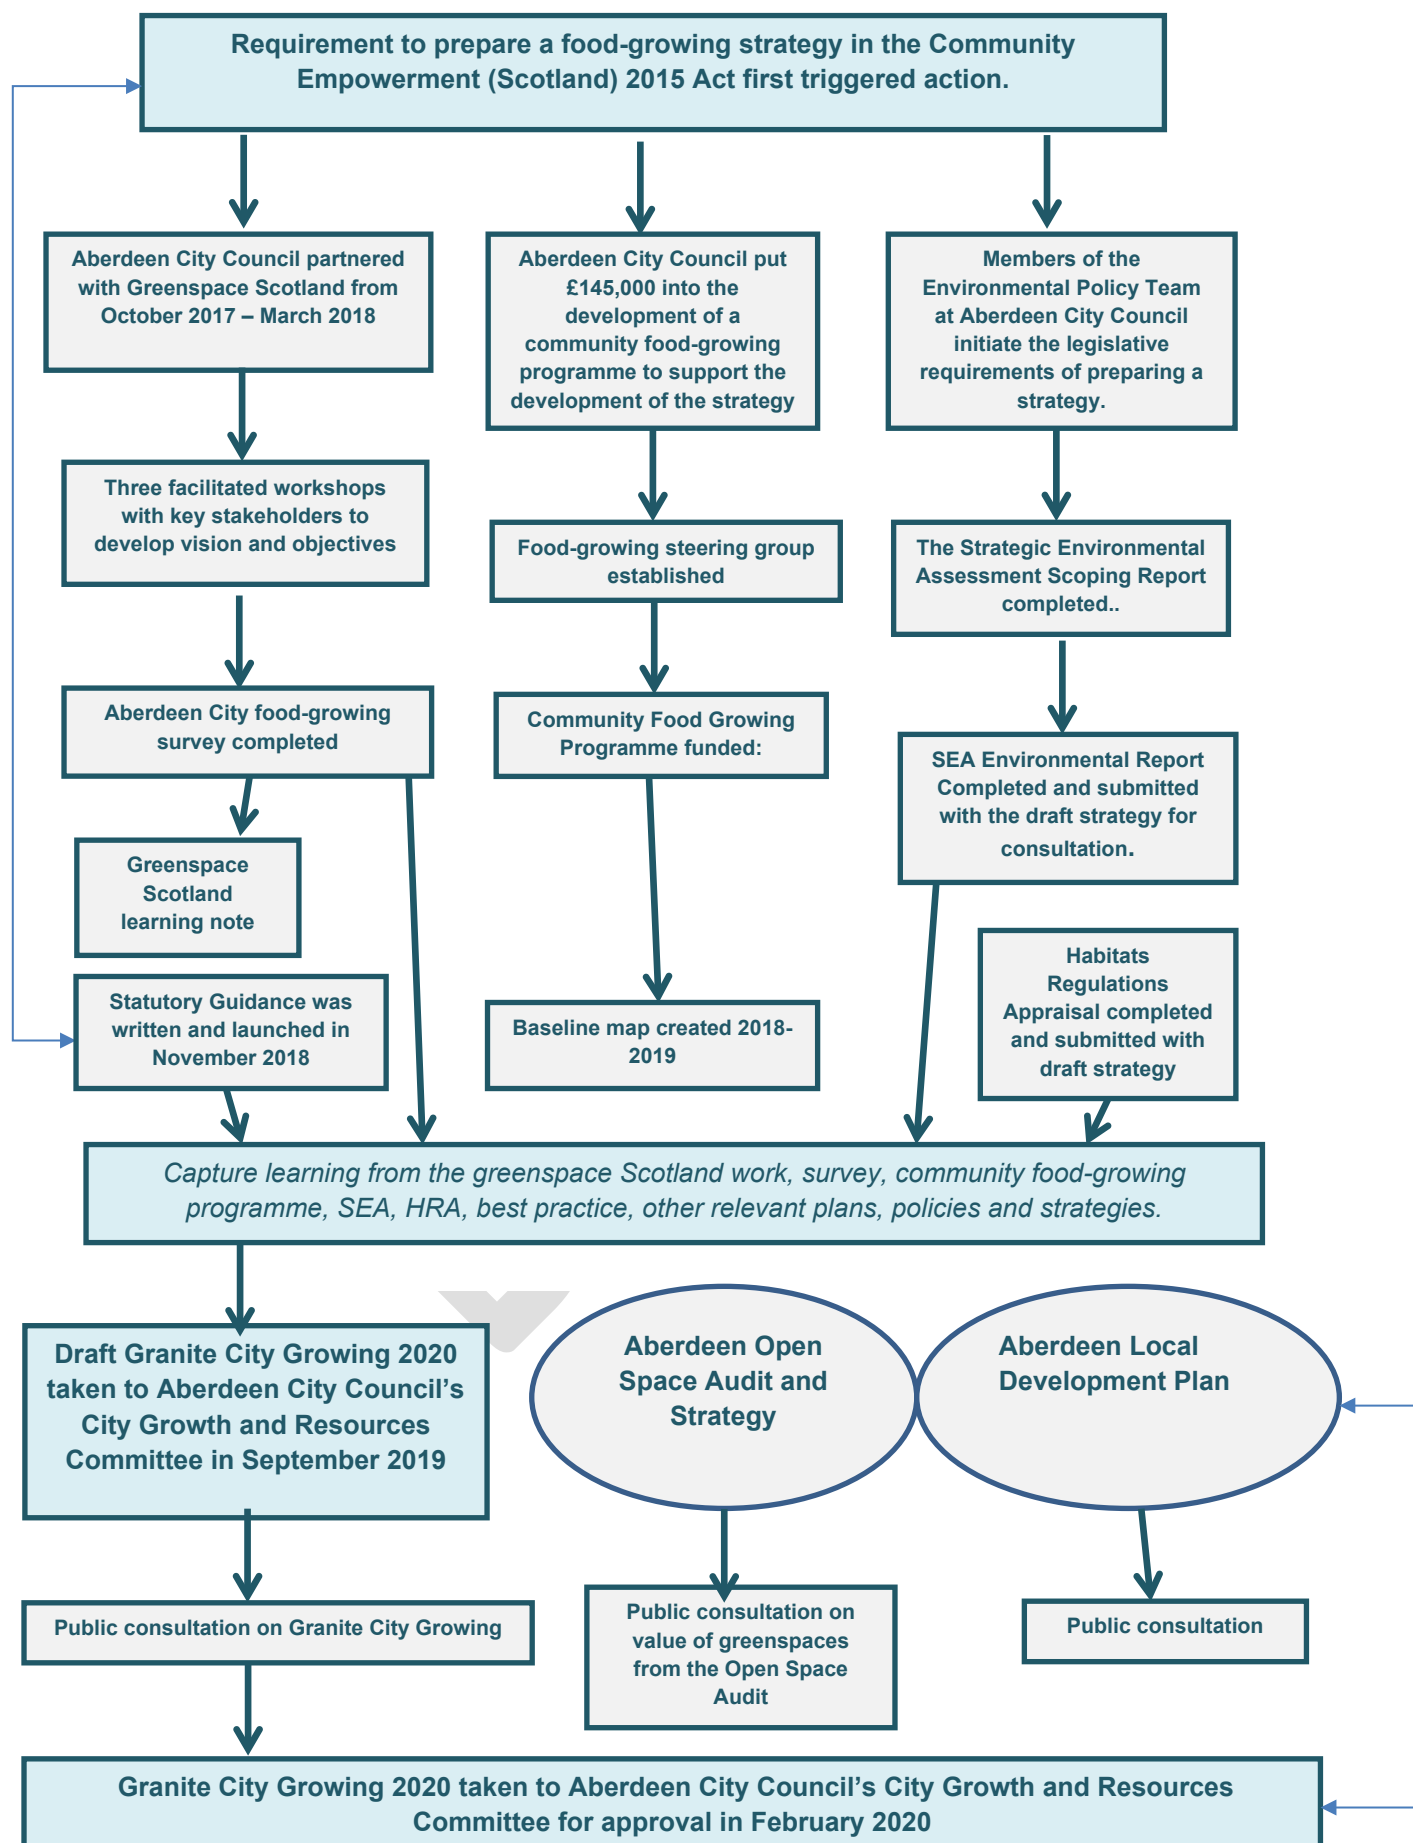 Requirement to prepare a food-growing strategy in the Community
Empowerment (Scotland) 2015 Act first triggered action.
Aberdeen City Council partnered
with Greenspace Scotland from
October 2017 – March 2018
Aberdeen City Council put
£145,000 into the
development of a
community food-growing
programme to support the
development of the strategy
Members of the
Environmental Policy Team
at Aberdeen City Council
initiate the legislative
requirements of preparing a
strategy.
Three facilitated workshops
with key stakeholders to
develop vision and objectives
Food-growing steering group
established
The Strategic Environmental
Assessment Scoping Report
completed..
Aberdeen City food-growing
survey completed
Community Food Growing
Programme funded:
SEA Environmental Report
Completed and submitted
with the draft strategy for
consultation.
Greenspace
Scotland
learning note
Habitats
Regulations
Appraisal completed
and submitted with
draft strategy
Statutory Guidance was
written and launched in
November 2018
Baseline map created 2018-
2019
Capture learning from the greenspace Scotland work, survey, community food-growing
programme, SEA, HRA, best practice, other relevant plans, policies and strategies.
Draft Granite City Growing 2020
taken to Aberdeen City Council’s
City Growth and Resources
Committee in September 2019
Aberdeen Open
Space Audit and
Strategy
Aberdeen Local
Development Plan
Public consultation on Granite City Growing
Public consultation on
value of greenspaces
from the Open Space
Audit
Public consultation
Granite City Growing 2020 taken to Aberdeen City Council’s City Growth and Resources
Committee for approval in February 2020